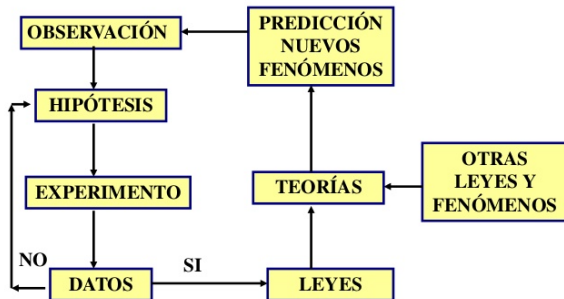 OBSERVACIÓN
PREDICCIÓN
NUEVOS
FENÓMENOS
HIPÓTESIS
EXPERIMENTO
TEORÍAS
OTRAS
LEYES Y
FENÓMENOS
NO
SI
DATOS
LEYES